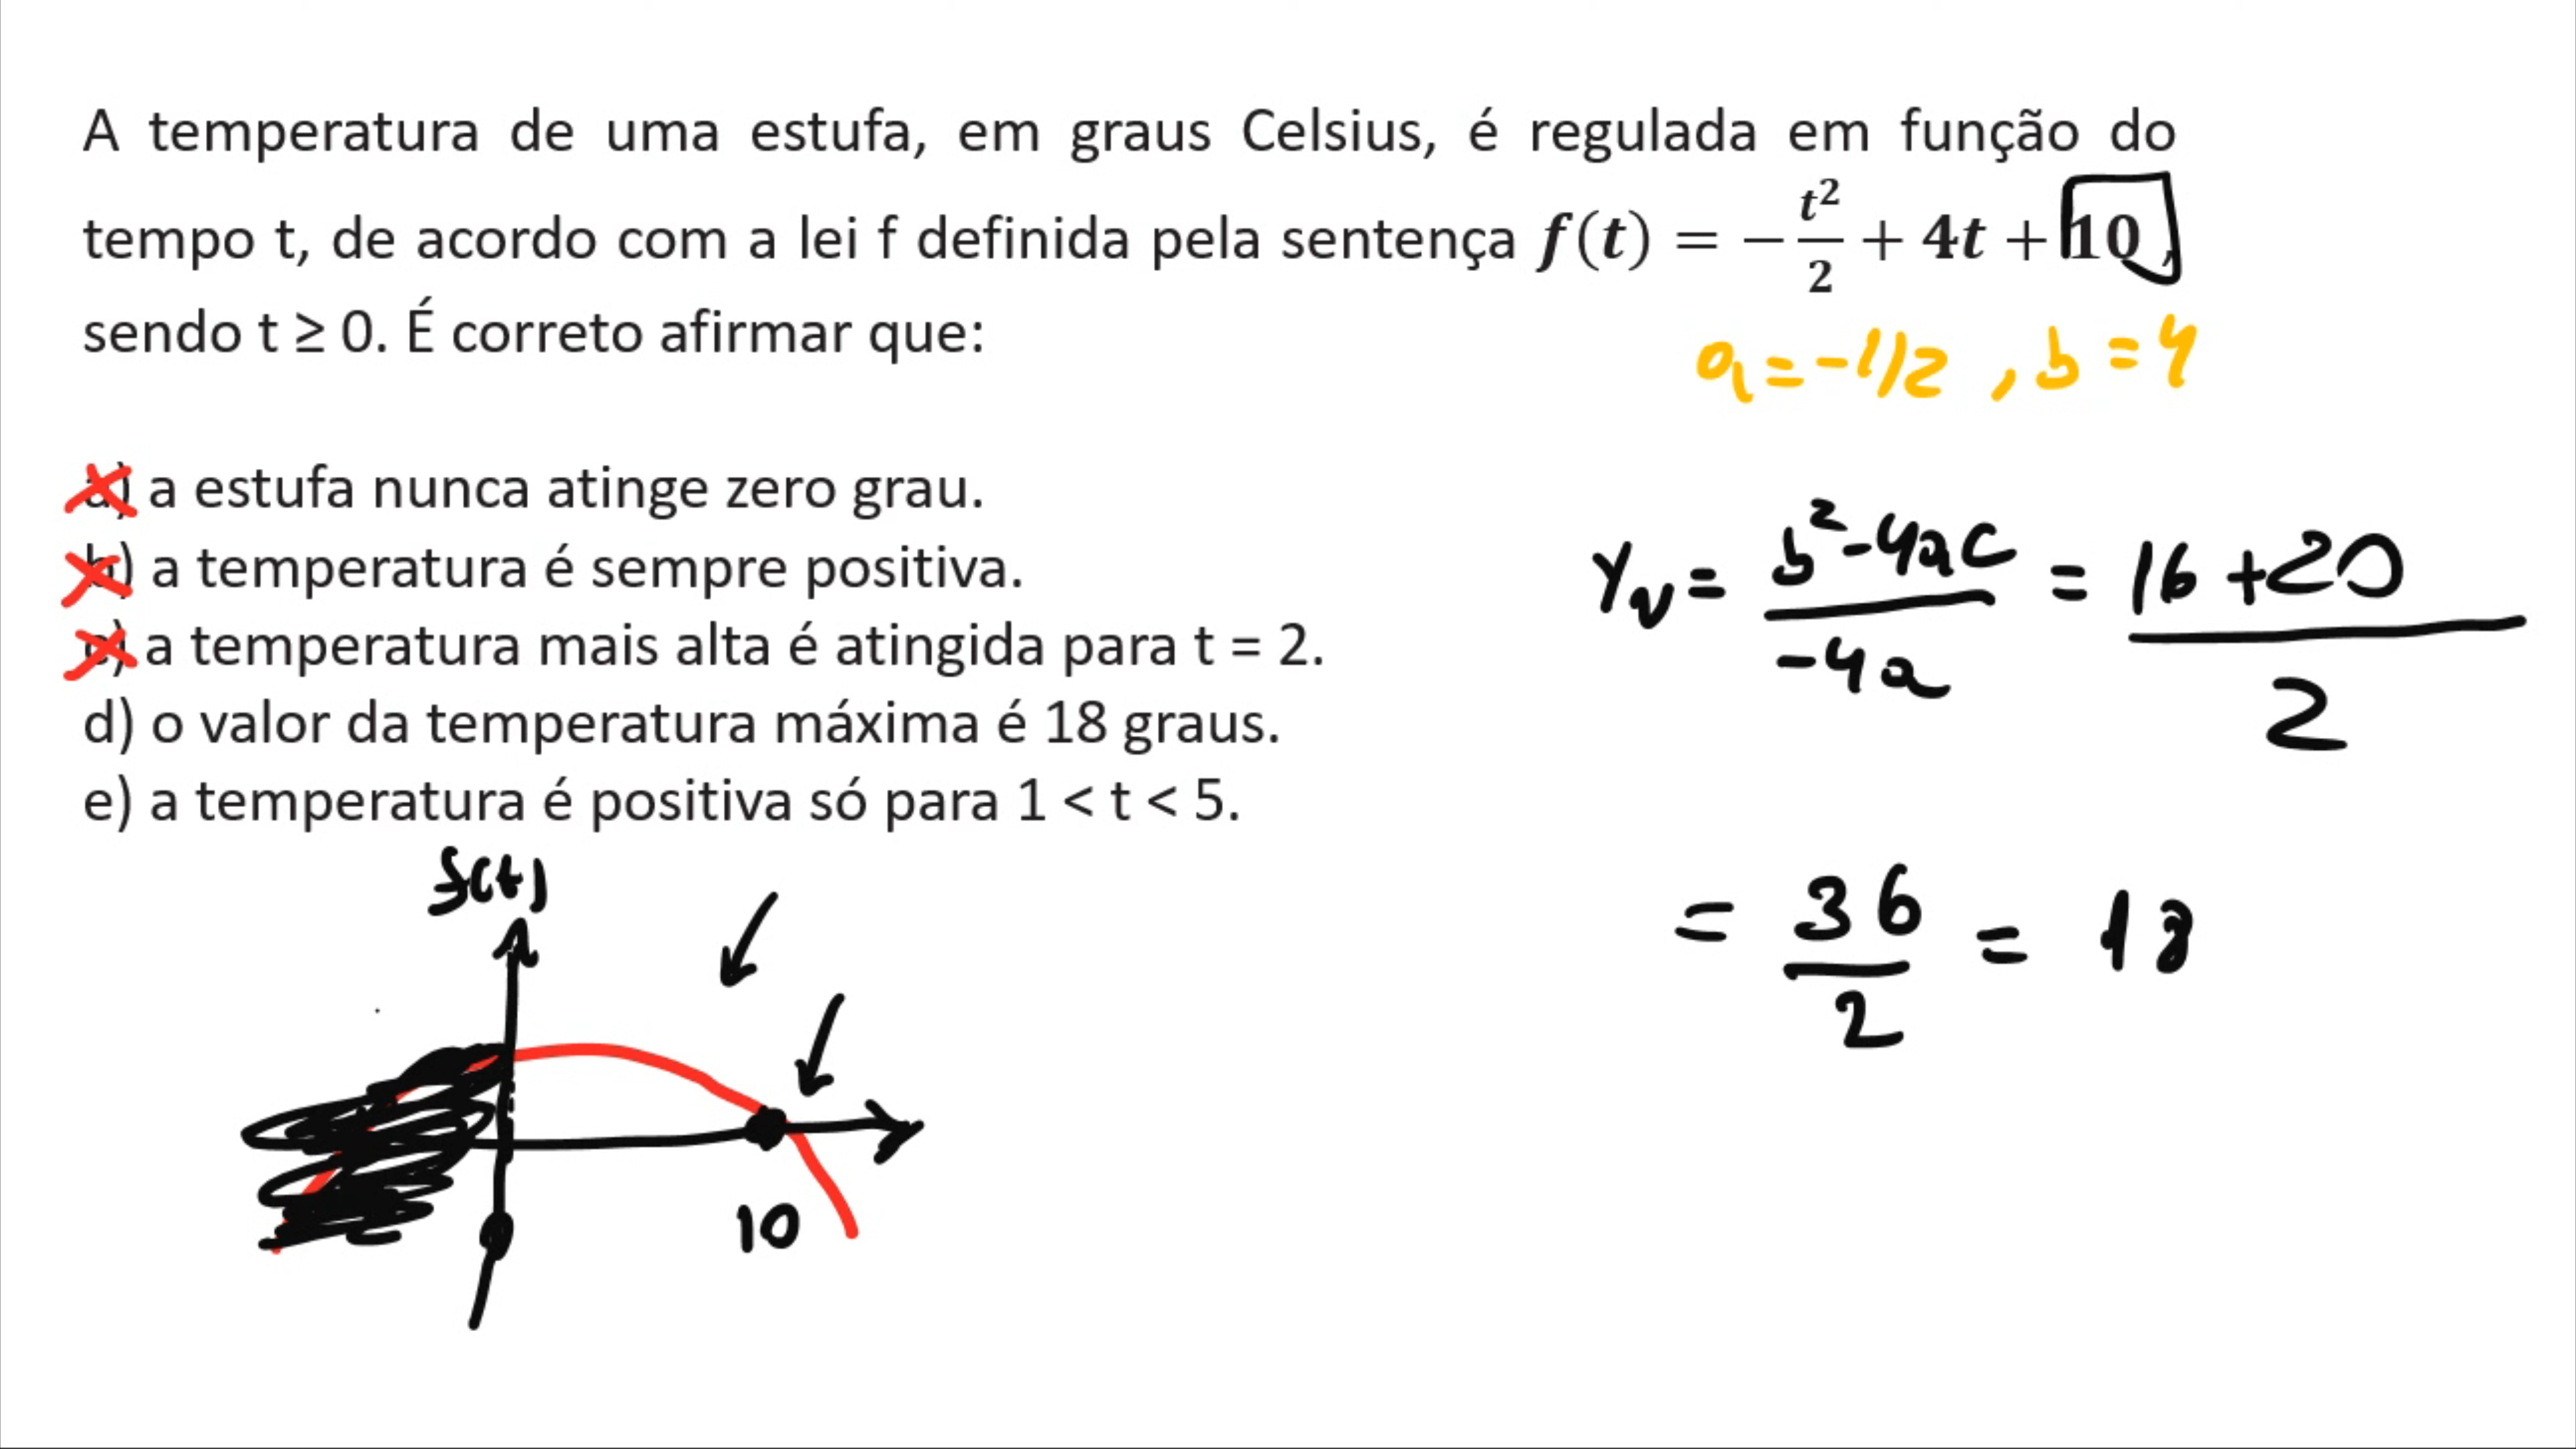 A temperatura de uma estufa, em graus Celsius, é regulada em função do
tempo t, de acordo com a lei f definida pela sentença f(t) = −t²/2 + 4t + 10,
sendo t ≥ 0. É correto afirmar que:
a = -1/2 , b = 4
a) a estufa nunca atinge zero grau.
b) a temperatura é sempre positiva.
c) a temperatura mais alta é atingida para t = 2.
d) o valor da temperatura máxima é 18 graus.
e) a temperatura é positiva só para 1 < t < 5.
Yv = (b² - 4ac)/(-4a) = (16 + 20)/2
= 36/2 = 18
f(t)
10